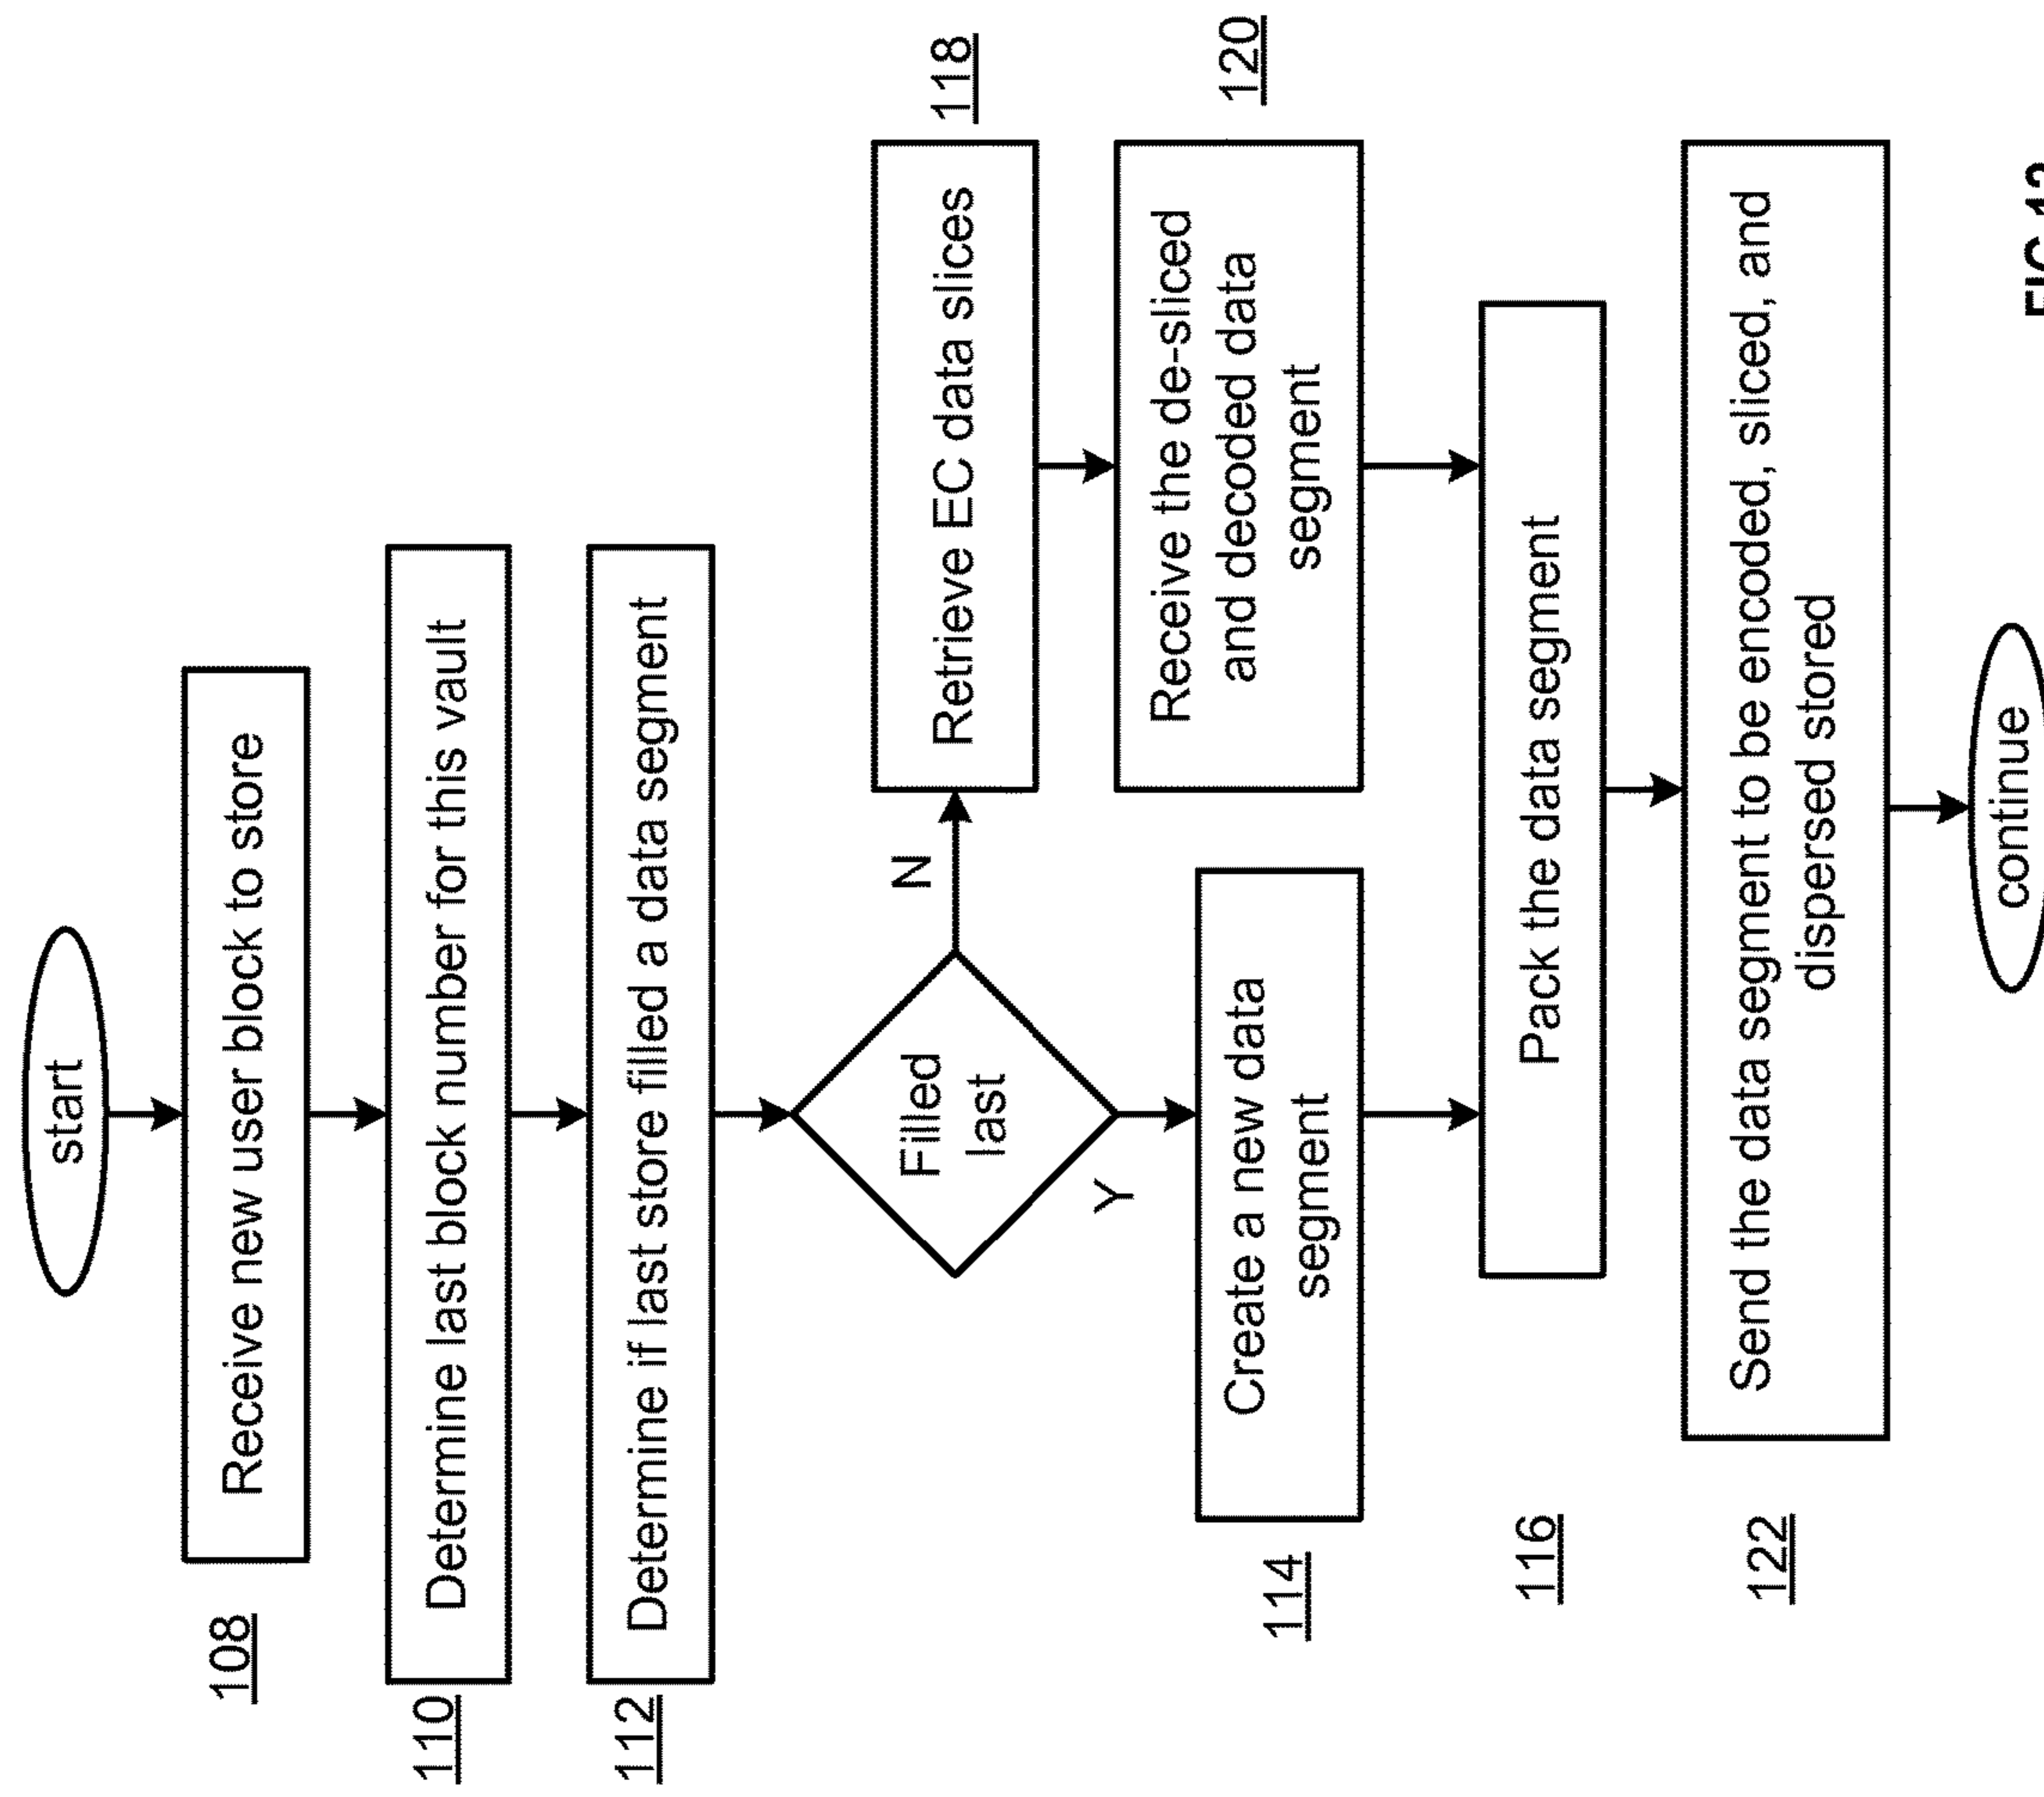 start
108
Receive new user block to store
110
Determine last block number for this vault
112
Determine if last store filled a data segment
Filled
last
N
Y
Retrieve EC data slices
118
Receive the de-sliced
and decoded data
segment
120
114
Create a new data
segment
116
Pack the data segment
122
Send the data segment to be encoded, sliced, and
dispersed stored
continue
FIG